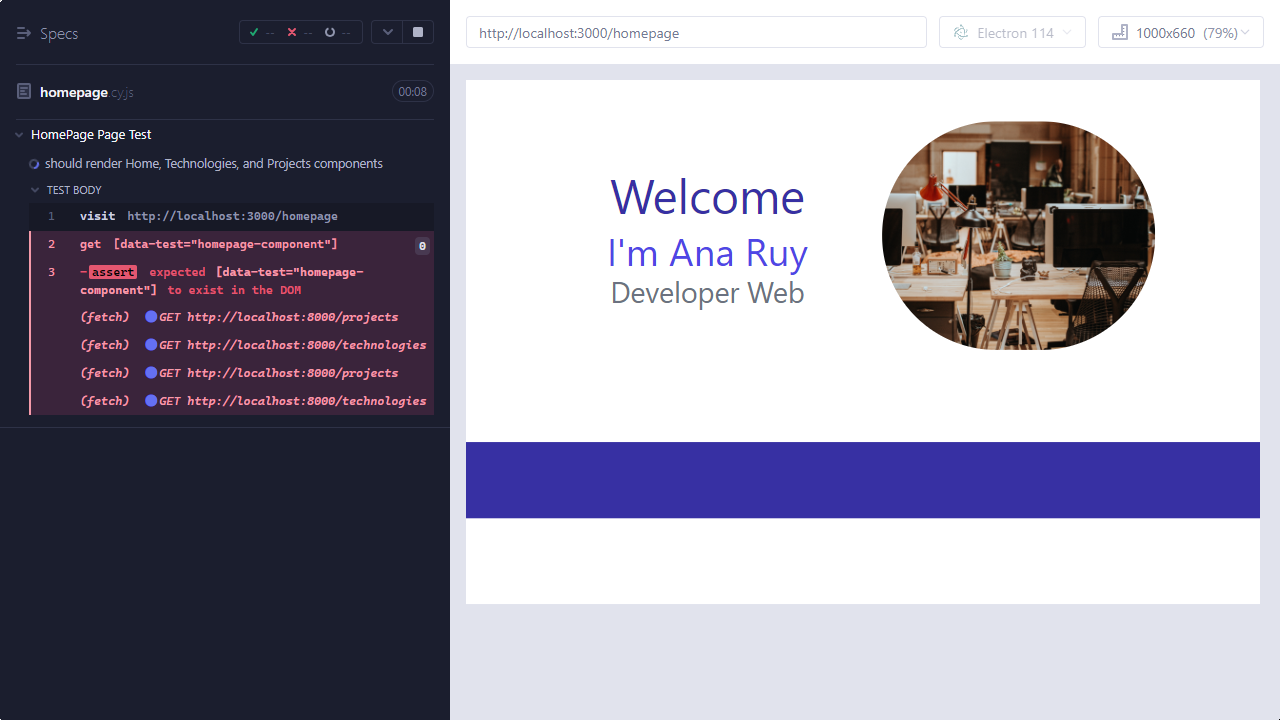 Specs
-- -- --
homepage.cy.js 00:08
HomePage Page Test
should render Home, Technologies, and Projects components
TEST BODY
1 visit http://localhost:3000/homepage
2 get [data-test="homepage-component"] 0
3 -assert expected [data-test="homepage-
component"] to exist in the DOM
(fetch) GET http://localhost:8000/projects
(fetch) GET http://localhost:8000/technologies
(fetch) GET http://localhost:8000/projects
(fetch) GET http://localhost:8000/technologies
http://localhost:3000/homepage
Electron 114
1000x660 (79%)
Welcome
I'm Ana Ruy
Developer Web